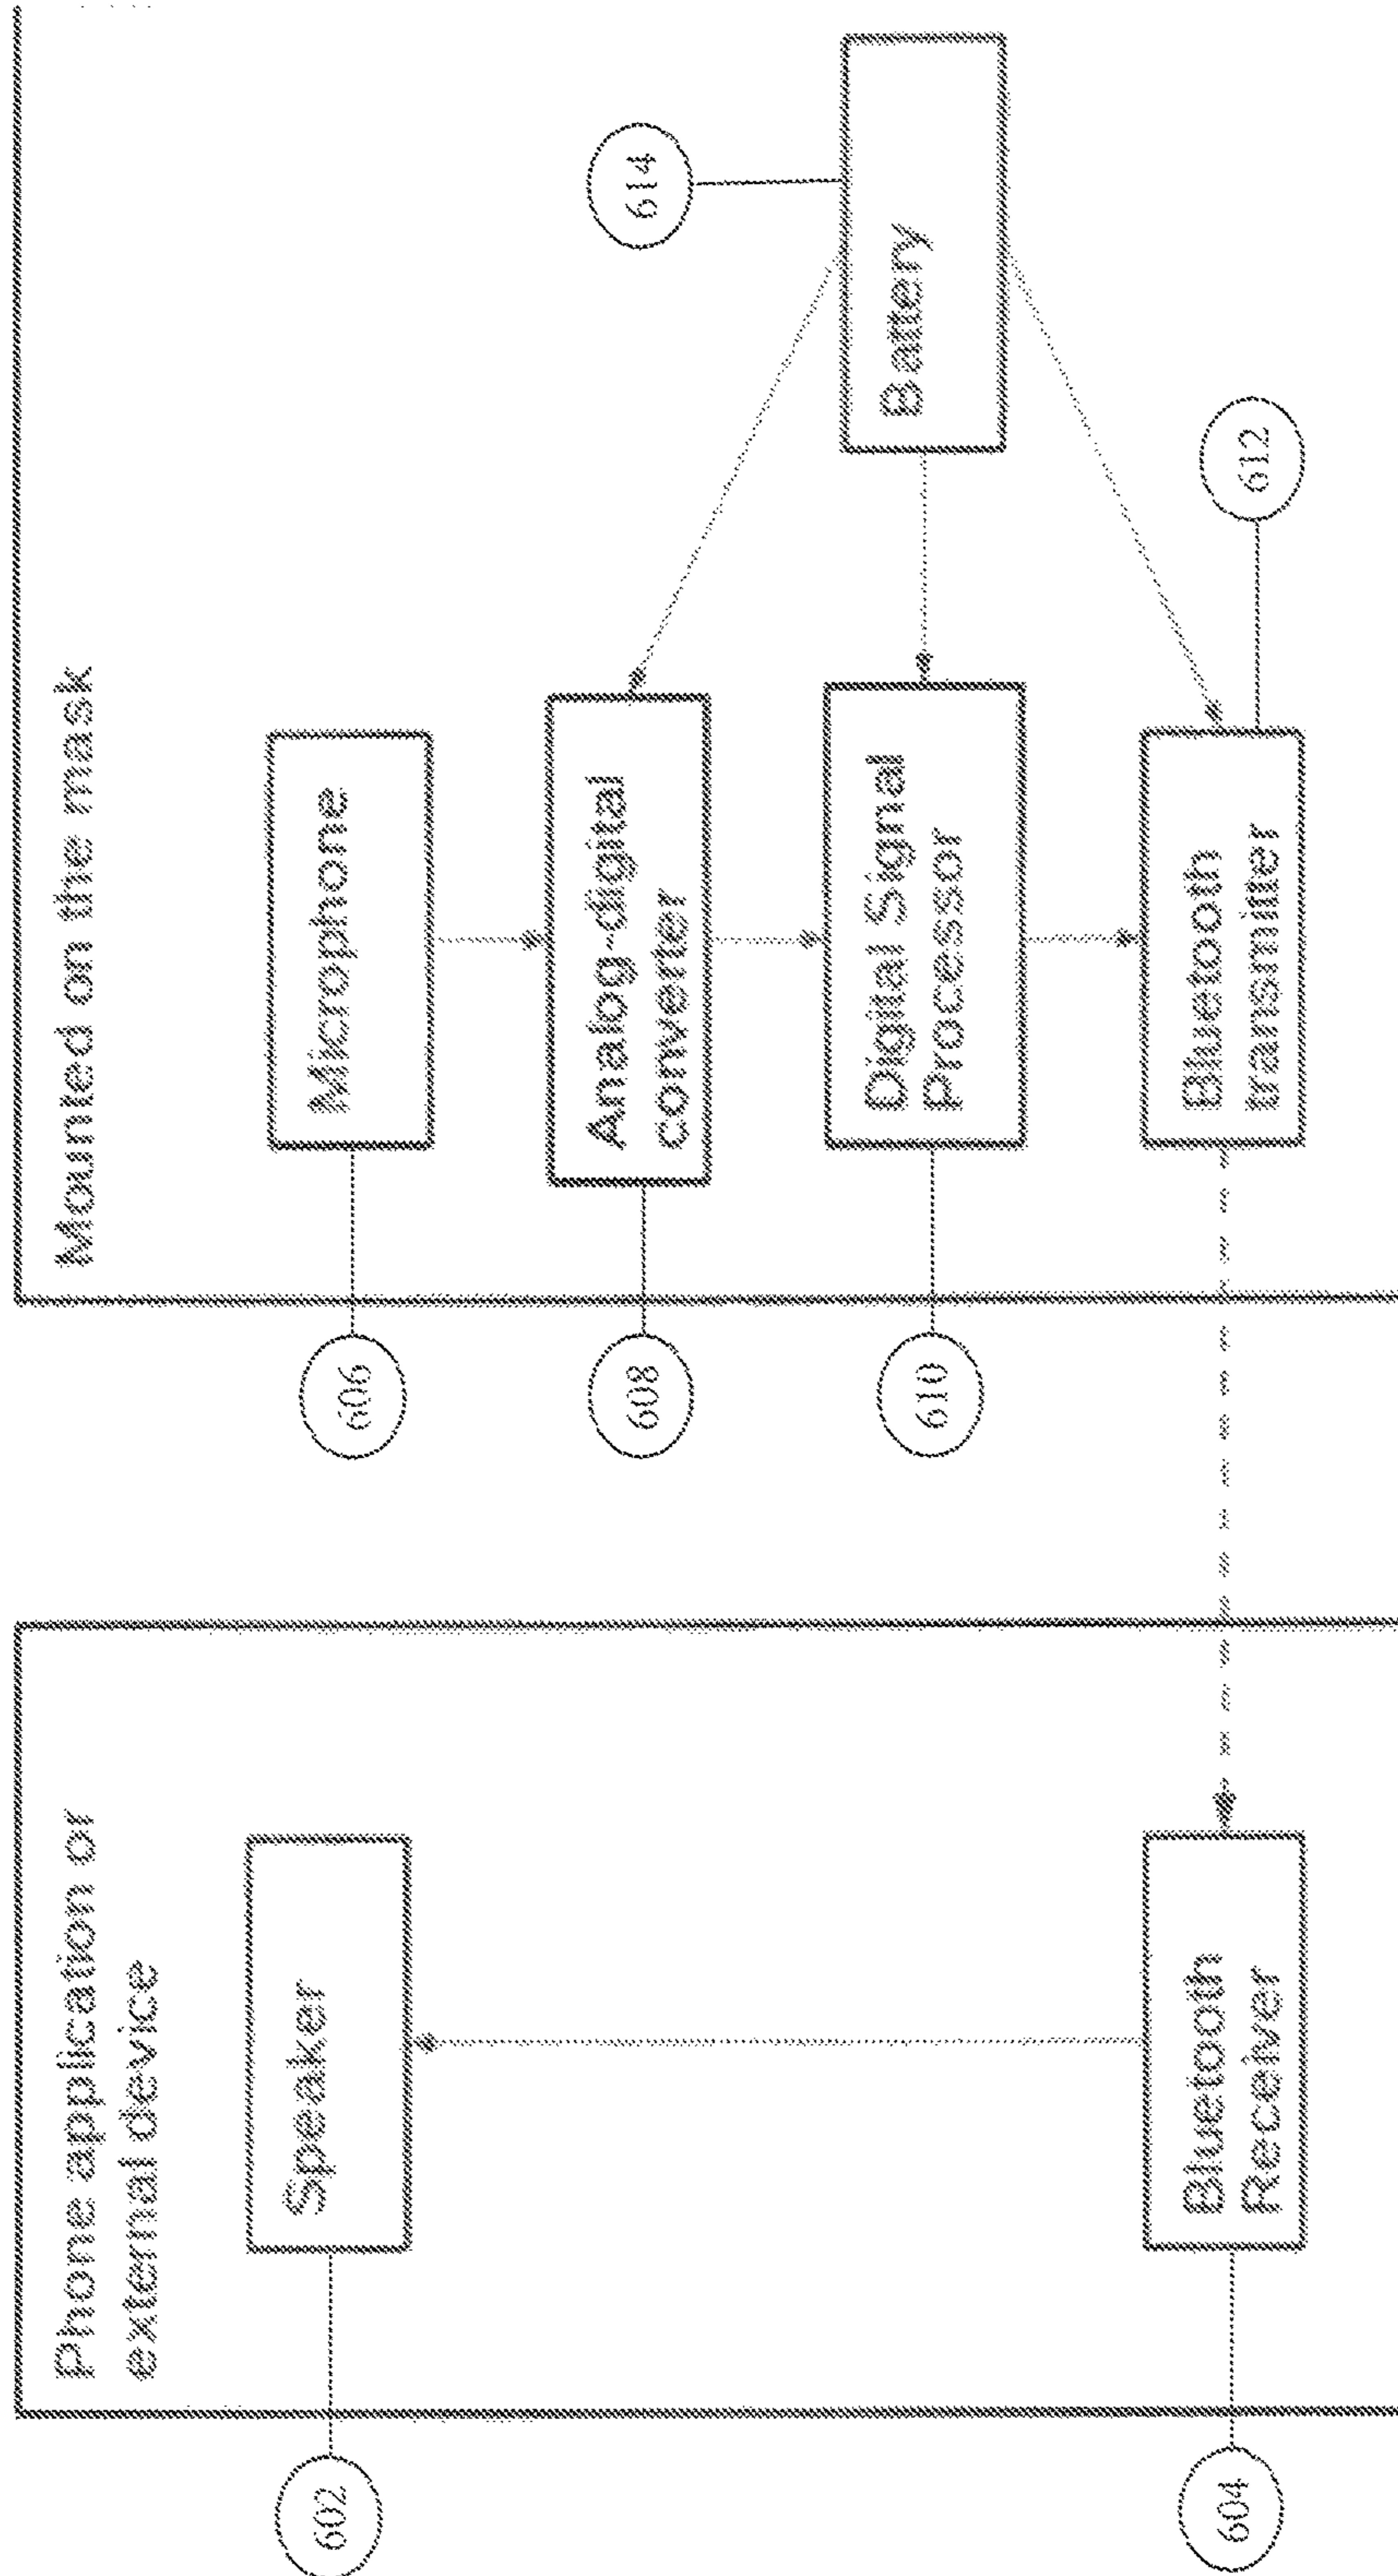 Phone application or
external device
602
Speaker
604
Bluetooth
Receiver
Mounted on the mask
606
Microphone
608
Analog-digital
converter
610
Digital Signal
Processor
Bluetooth
transmitter
612
Battery
614